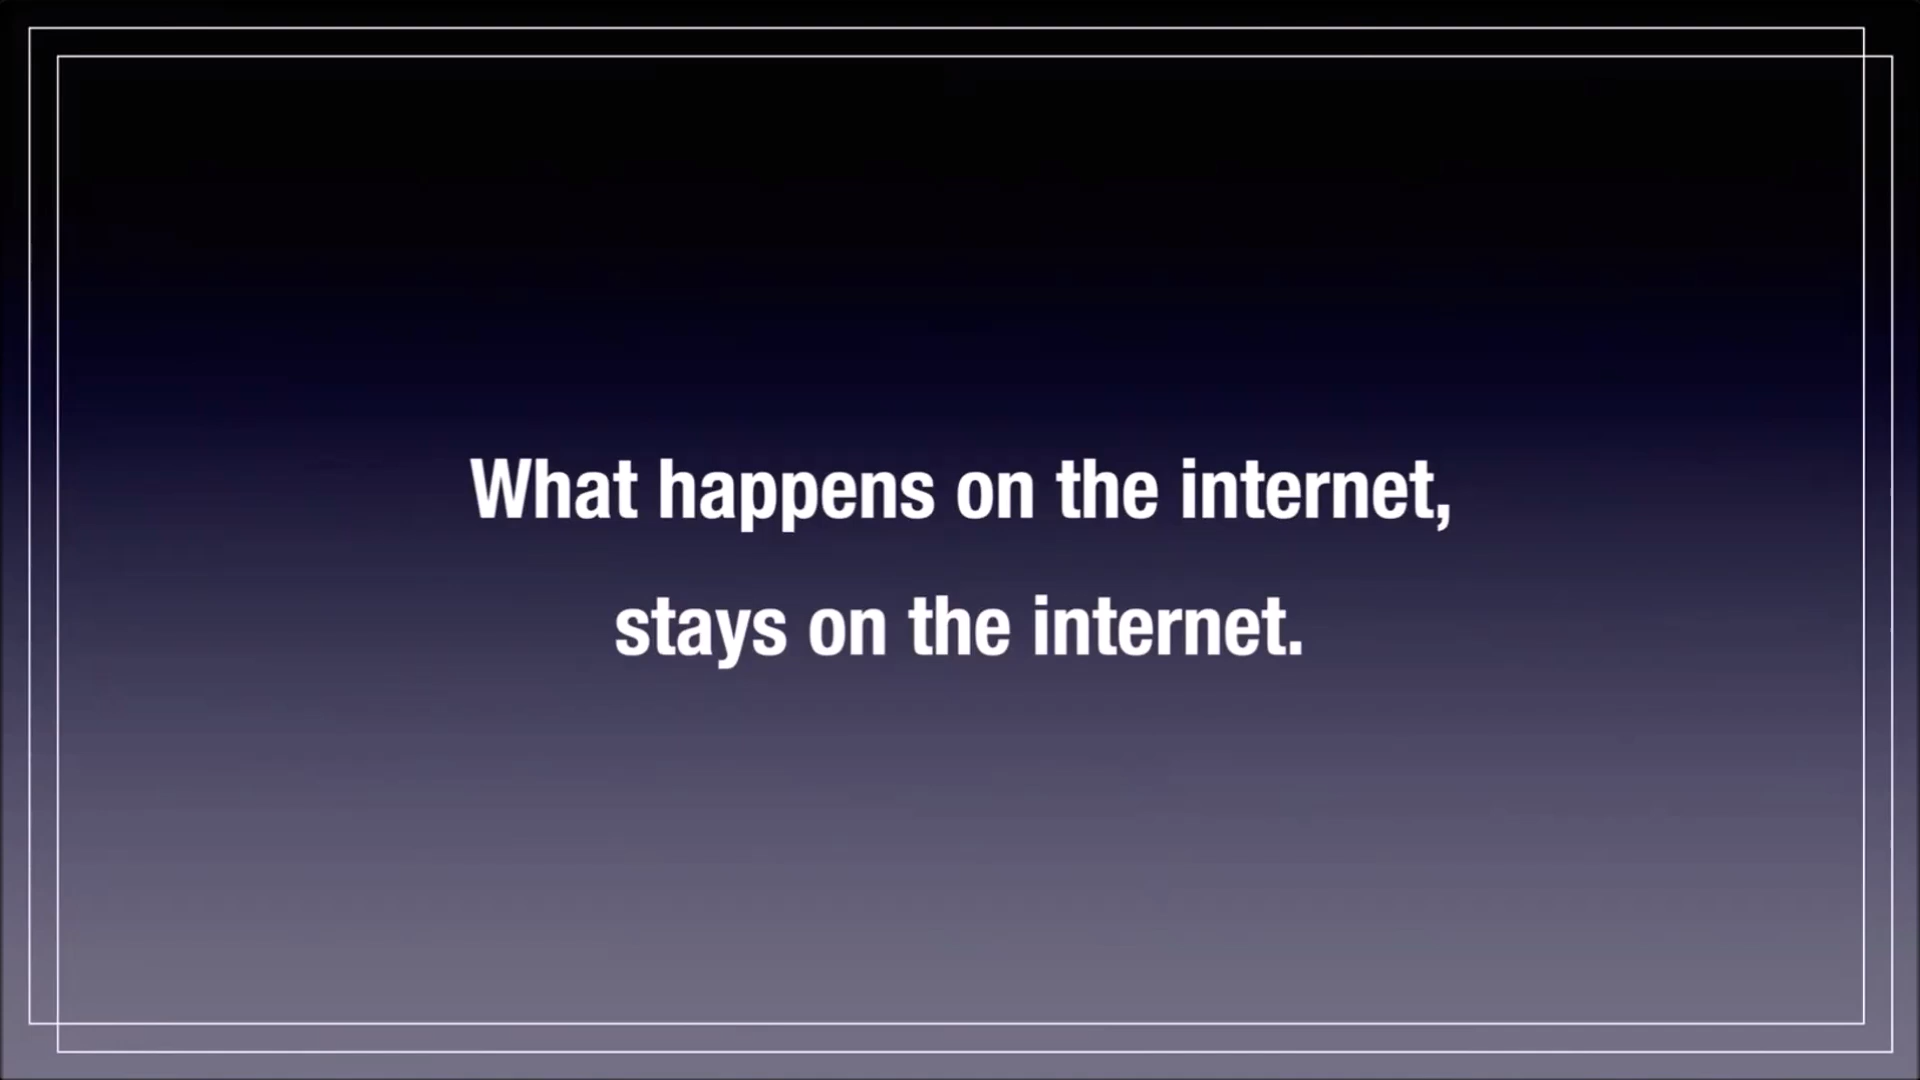 What happens on the internet,
stays on the internet.